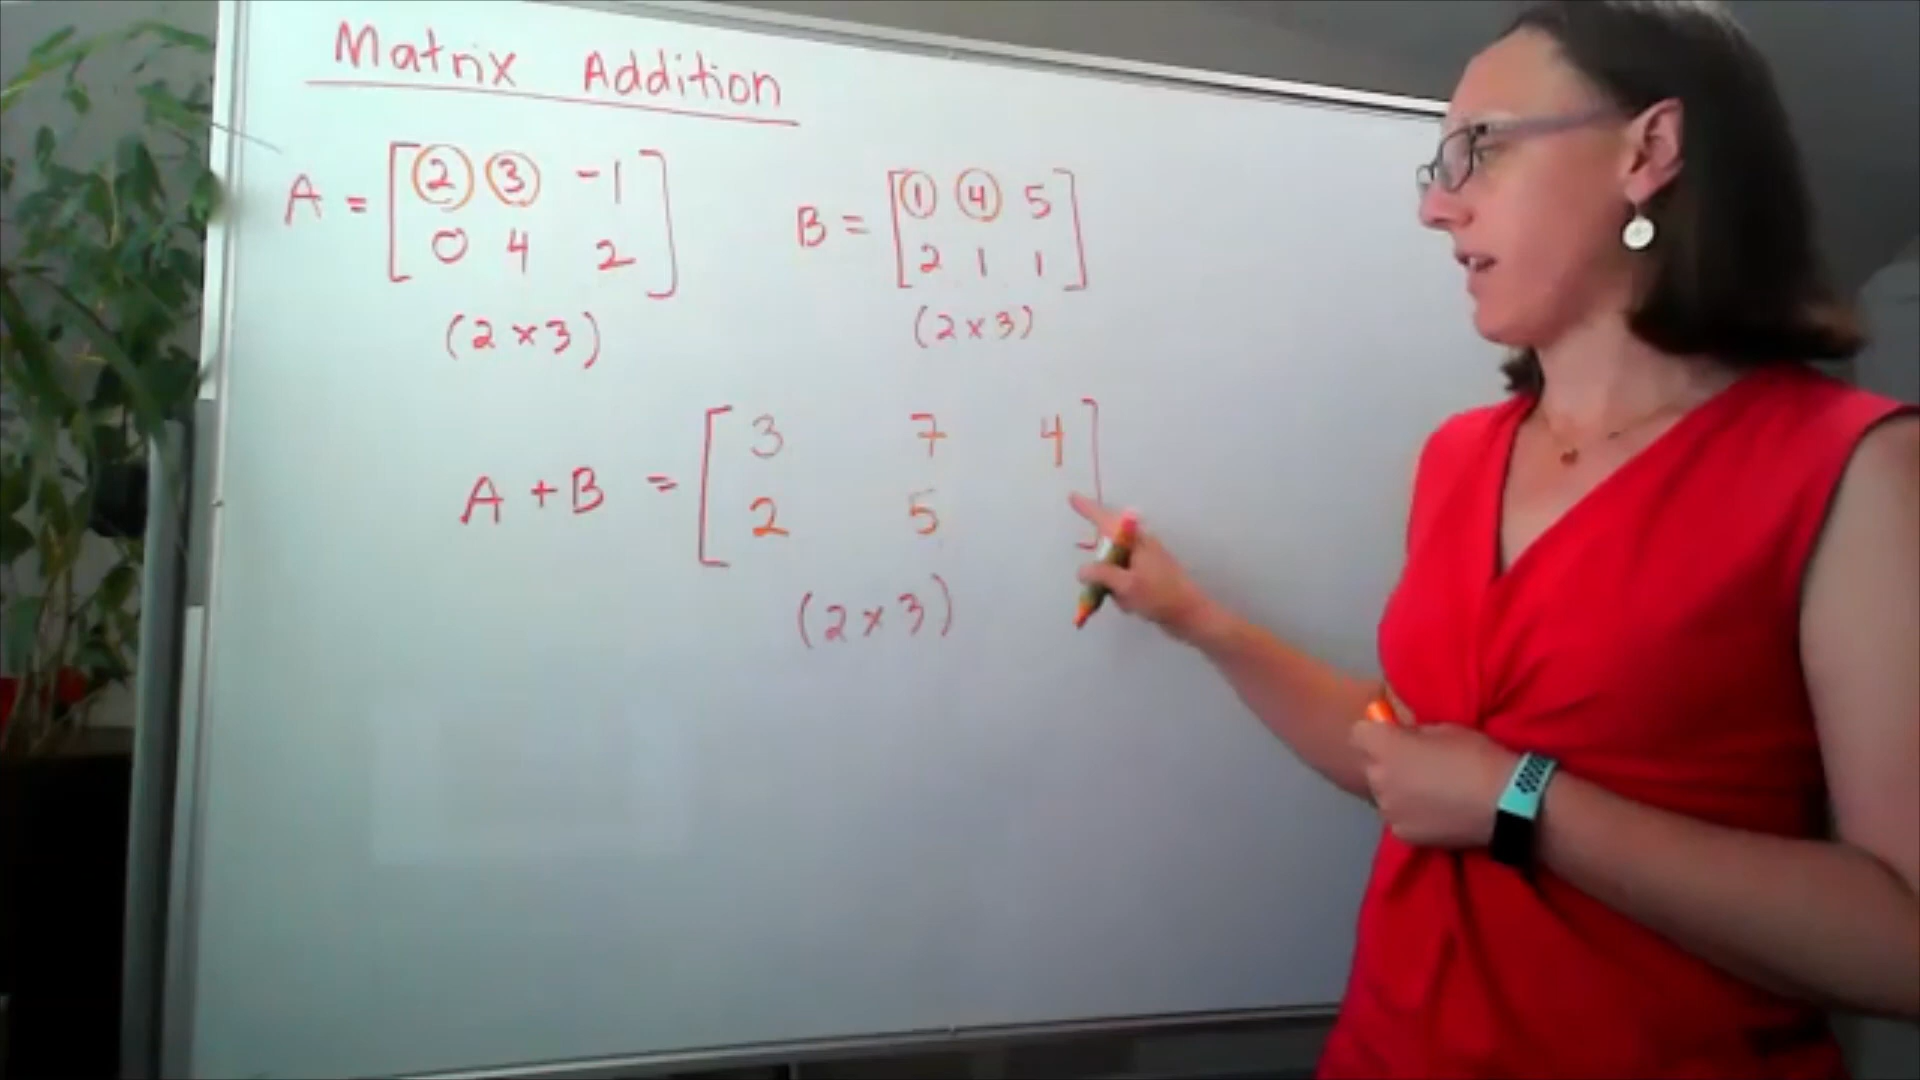 Matrix Addition
A = [2 3 -1
0 4 2]
(2 x 3)
B = [1 4 5
2 1 1]
(2 x 3)
A + B = [3 7 4
2 5 ]
(2 x 3)